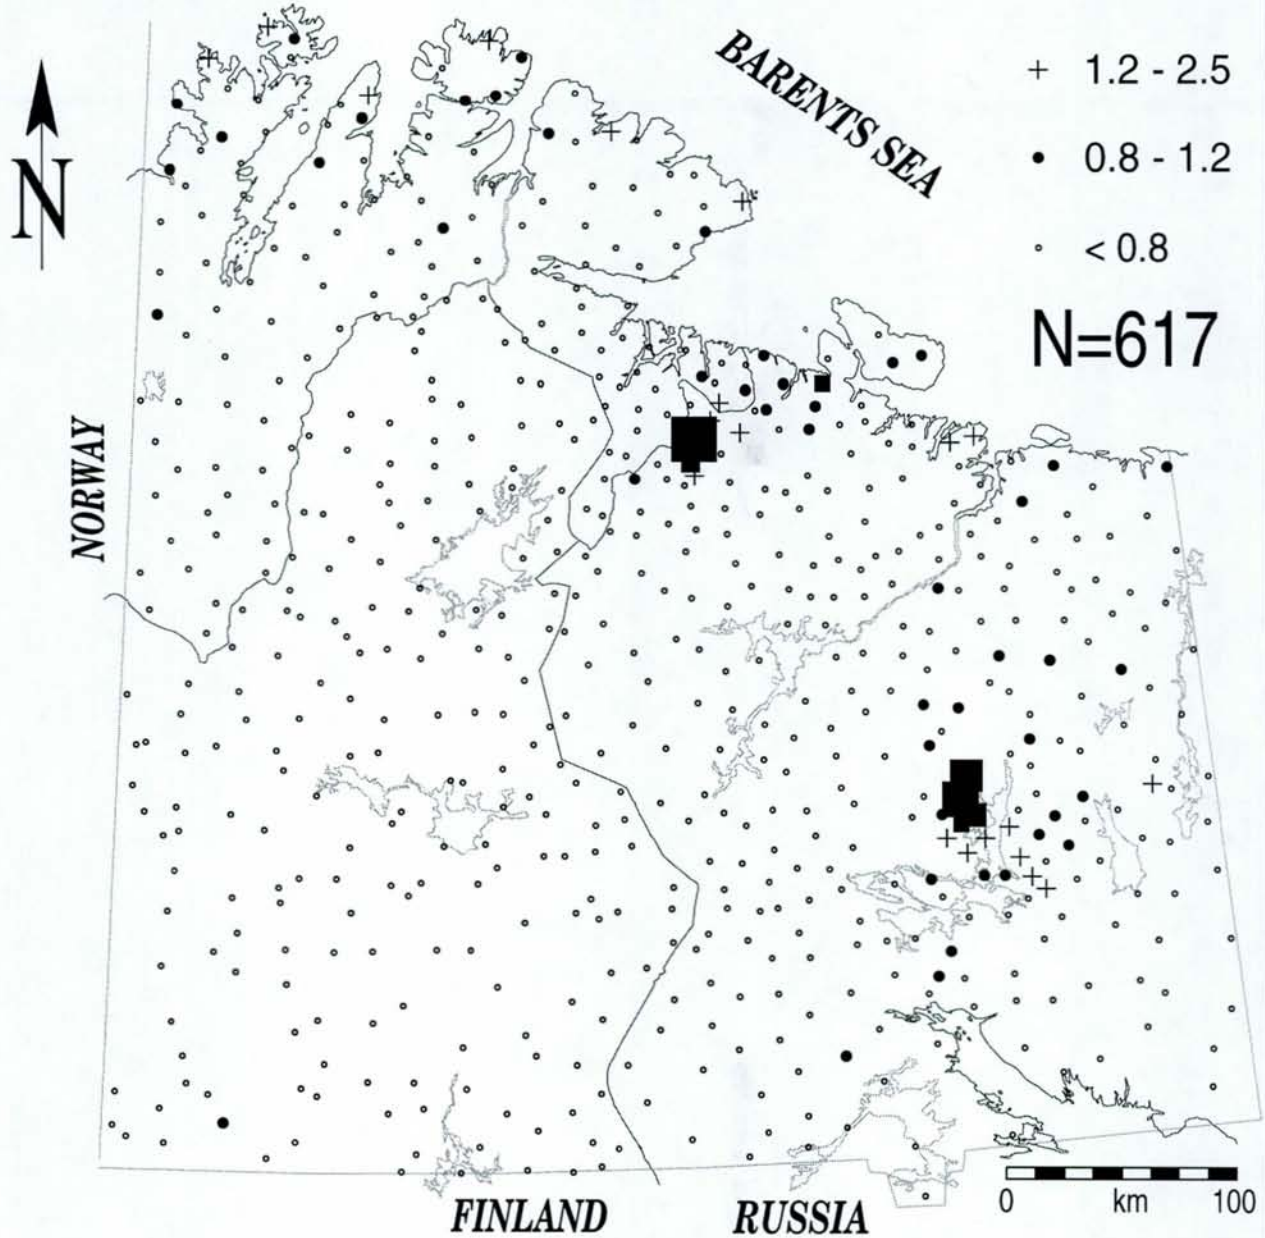 BARENTS SEA
+ 1.2 - 2.5
0.8 - 1.2
< 0.8
N
N=617
NORWAY
0 km 100
FINLAND RUSSIA